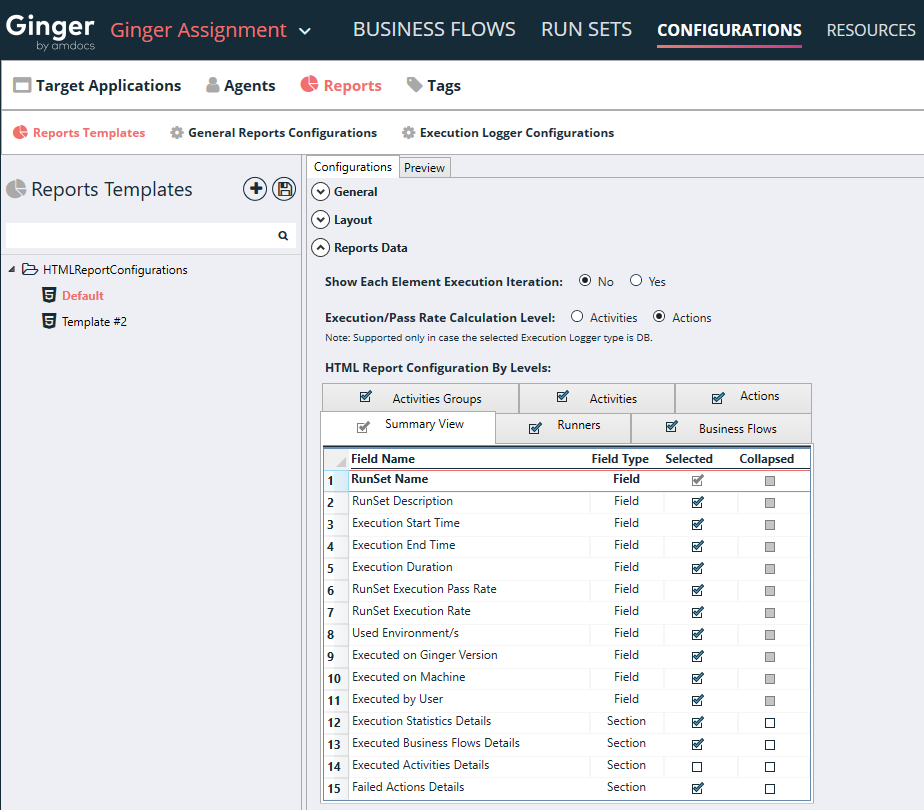 Ginger
by amdocs
Ginger Assignment
BUSINESS FLOWS
RUN SETS
CONFIGURATIONS
RESOURCES
Target Applications
Agents
Reports
Tags
Reports Templates
General Reports Configurations
Execution Logger Configurations
Reports Templates
HTMLReportConfigurations
Default
Template #2
Configurations
Preview
General
Layout
Reports Data
Show Each Element Execution Iteration: No Yes
Execution/Pass Rate Calculation Level: Activities Actions
Note: Supported only in case the selected Execution Logger type is DB.
HTML Report Configuration By Levels:
Activities Groups
Activities
Actions
Summary View
Runners
Business Flows
Field Name Field Type Selected Collapsed
1 RunSet Name Field
2 RunSet Description Field
3 Execution Start Time Field
4 Execution End Time Field
5 Execution Duration Field
6 RunSet Execution Pass Rate Field
7 RunSet Execution Rate Field
8 Used Environment/s Field
9 Executed on Ginger Version Field
10 Executed on Machine Field
11 Executed by User Field
12 Execution Statistics Details Section
13 Executed Business Flows Details Section
14 Executed Activities Details Section
15 Failed Actions Details Section